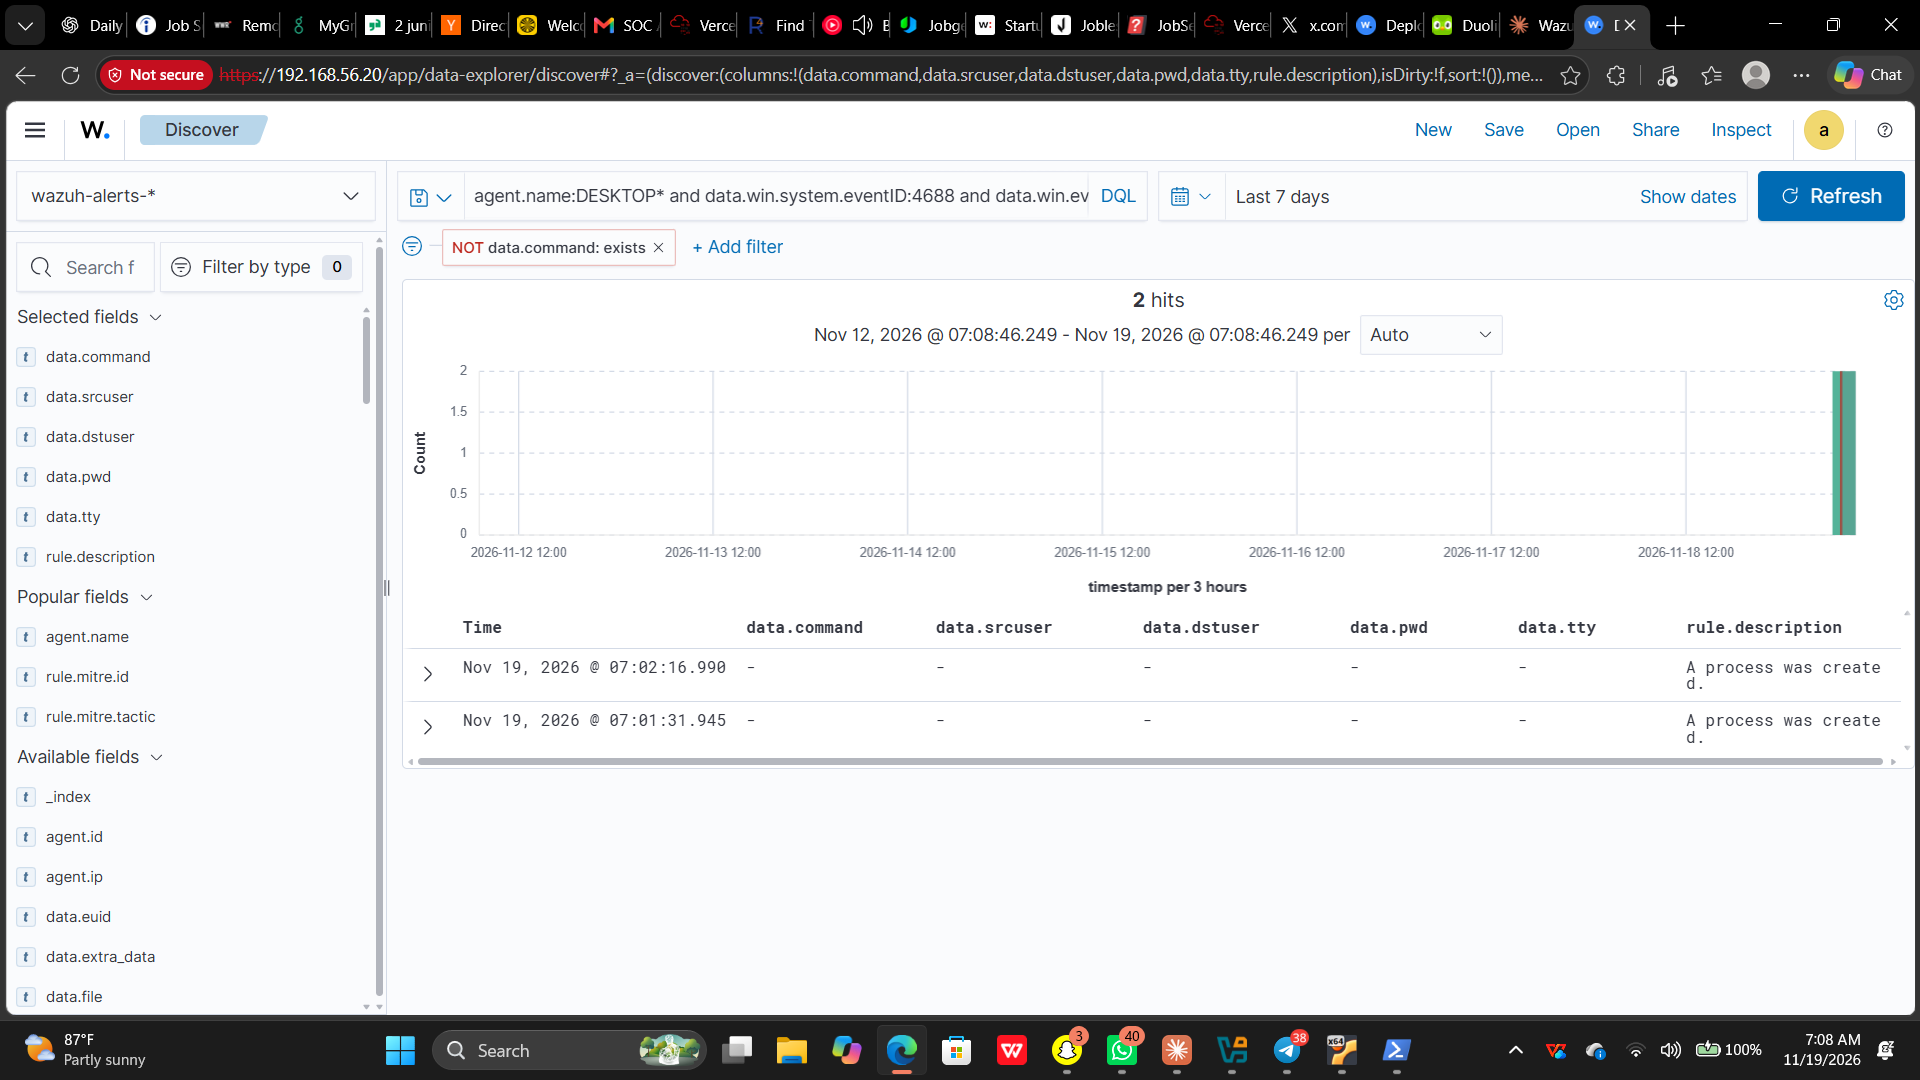 Daily
Job S
Remo
MyGr
2 juni
Direc
Welco
SOC A
Verce
Find
E
Jobge
Startu
Joble
JobSe
Verce
x.com
Deplo
Duoli
Wazu
Not secure
https://192.168.56.20/app/data-explorer/discover#?_a=(discover:(columns:!(data.command,data.srcuser,data.dstuser,data.pwd,data.tty,rule.description),isDirty:!f,sort:!()),me...
Chat
W.
Discover
New
Save
Open
Share
Inspect
a
wazuh-alerts-*
agent.name:DESKTOP* and data.win.system.eventID:4688 and data.win.ev
DQL
Last 7 days
Show dates
Refresh
NOT data.command: exists
+ Add filter
Search f
Filter by type 0
Selected fields
t data.command
t data.srcuser
t data.dstuser
t data.pwd
t data.tty
t rule.description
Popular fields
t agent.name
t rule.mitre.id
t rule.mitre.tactic
Available fields
t _index
t agent.id
t agent.ip
t data.euid
t data.extra_data
t data.file
2 hits
Nov 12, 2026 @ 07:08:46.249 - Nov 19, 2026 @ 07:08:46.249 per Auto
Count
2
1.5
1
0.5
0
2026-11-12 12:00 2026-11-13 12:00 2026-11-14 12:00 2026-11-15 12:00 2026-11-16 12:00 2026-11-17 12:00 2026-11-18 12:00
timestamp per 3 hours
Time data.command data.srcuser data.dstuser data.pwd data.tty rule.description
Nov 19, 2026 @ 07:02:16.990 - - - - - A process was create
d.
Nov 19, 2026 @ 07:01:31.945 - - - - - A process was create
d.
87°F
Partly sunny
Search
3
40
38
x64
100%
7:08 AM
11/19/2026